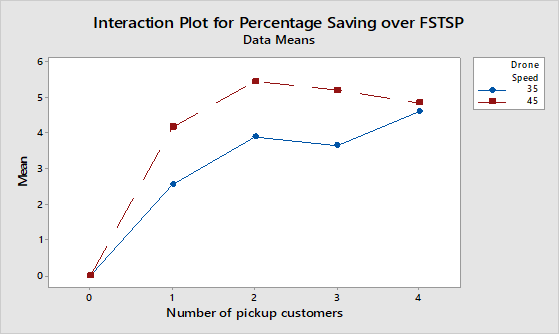 Interaction Plot for Percentage Saving over FSTSP
Data Means
Drone
Speed
35
45
Mean
6
5
4
3
2
1
0
0 1 2 3 4
Number of pickup customers